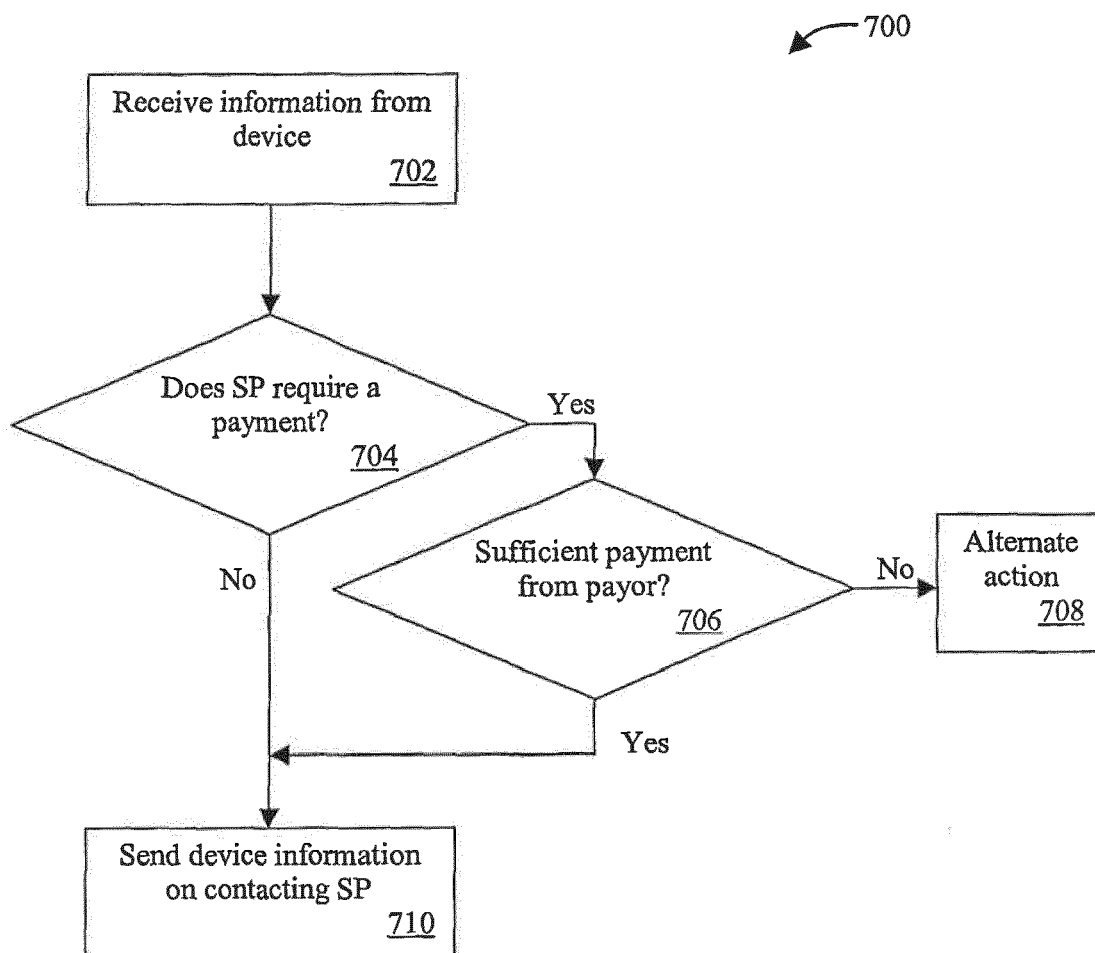 700
Receive information from
device
702
Does SP require a
payment?
704
Yes
No
Sufficient payment
from payor?
706
No
Alternate
action
708
Yes
Send device information
on contacting SP
710